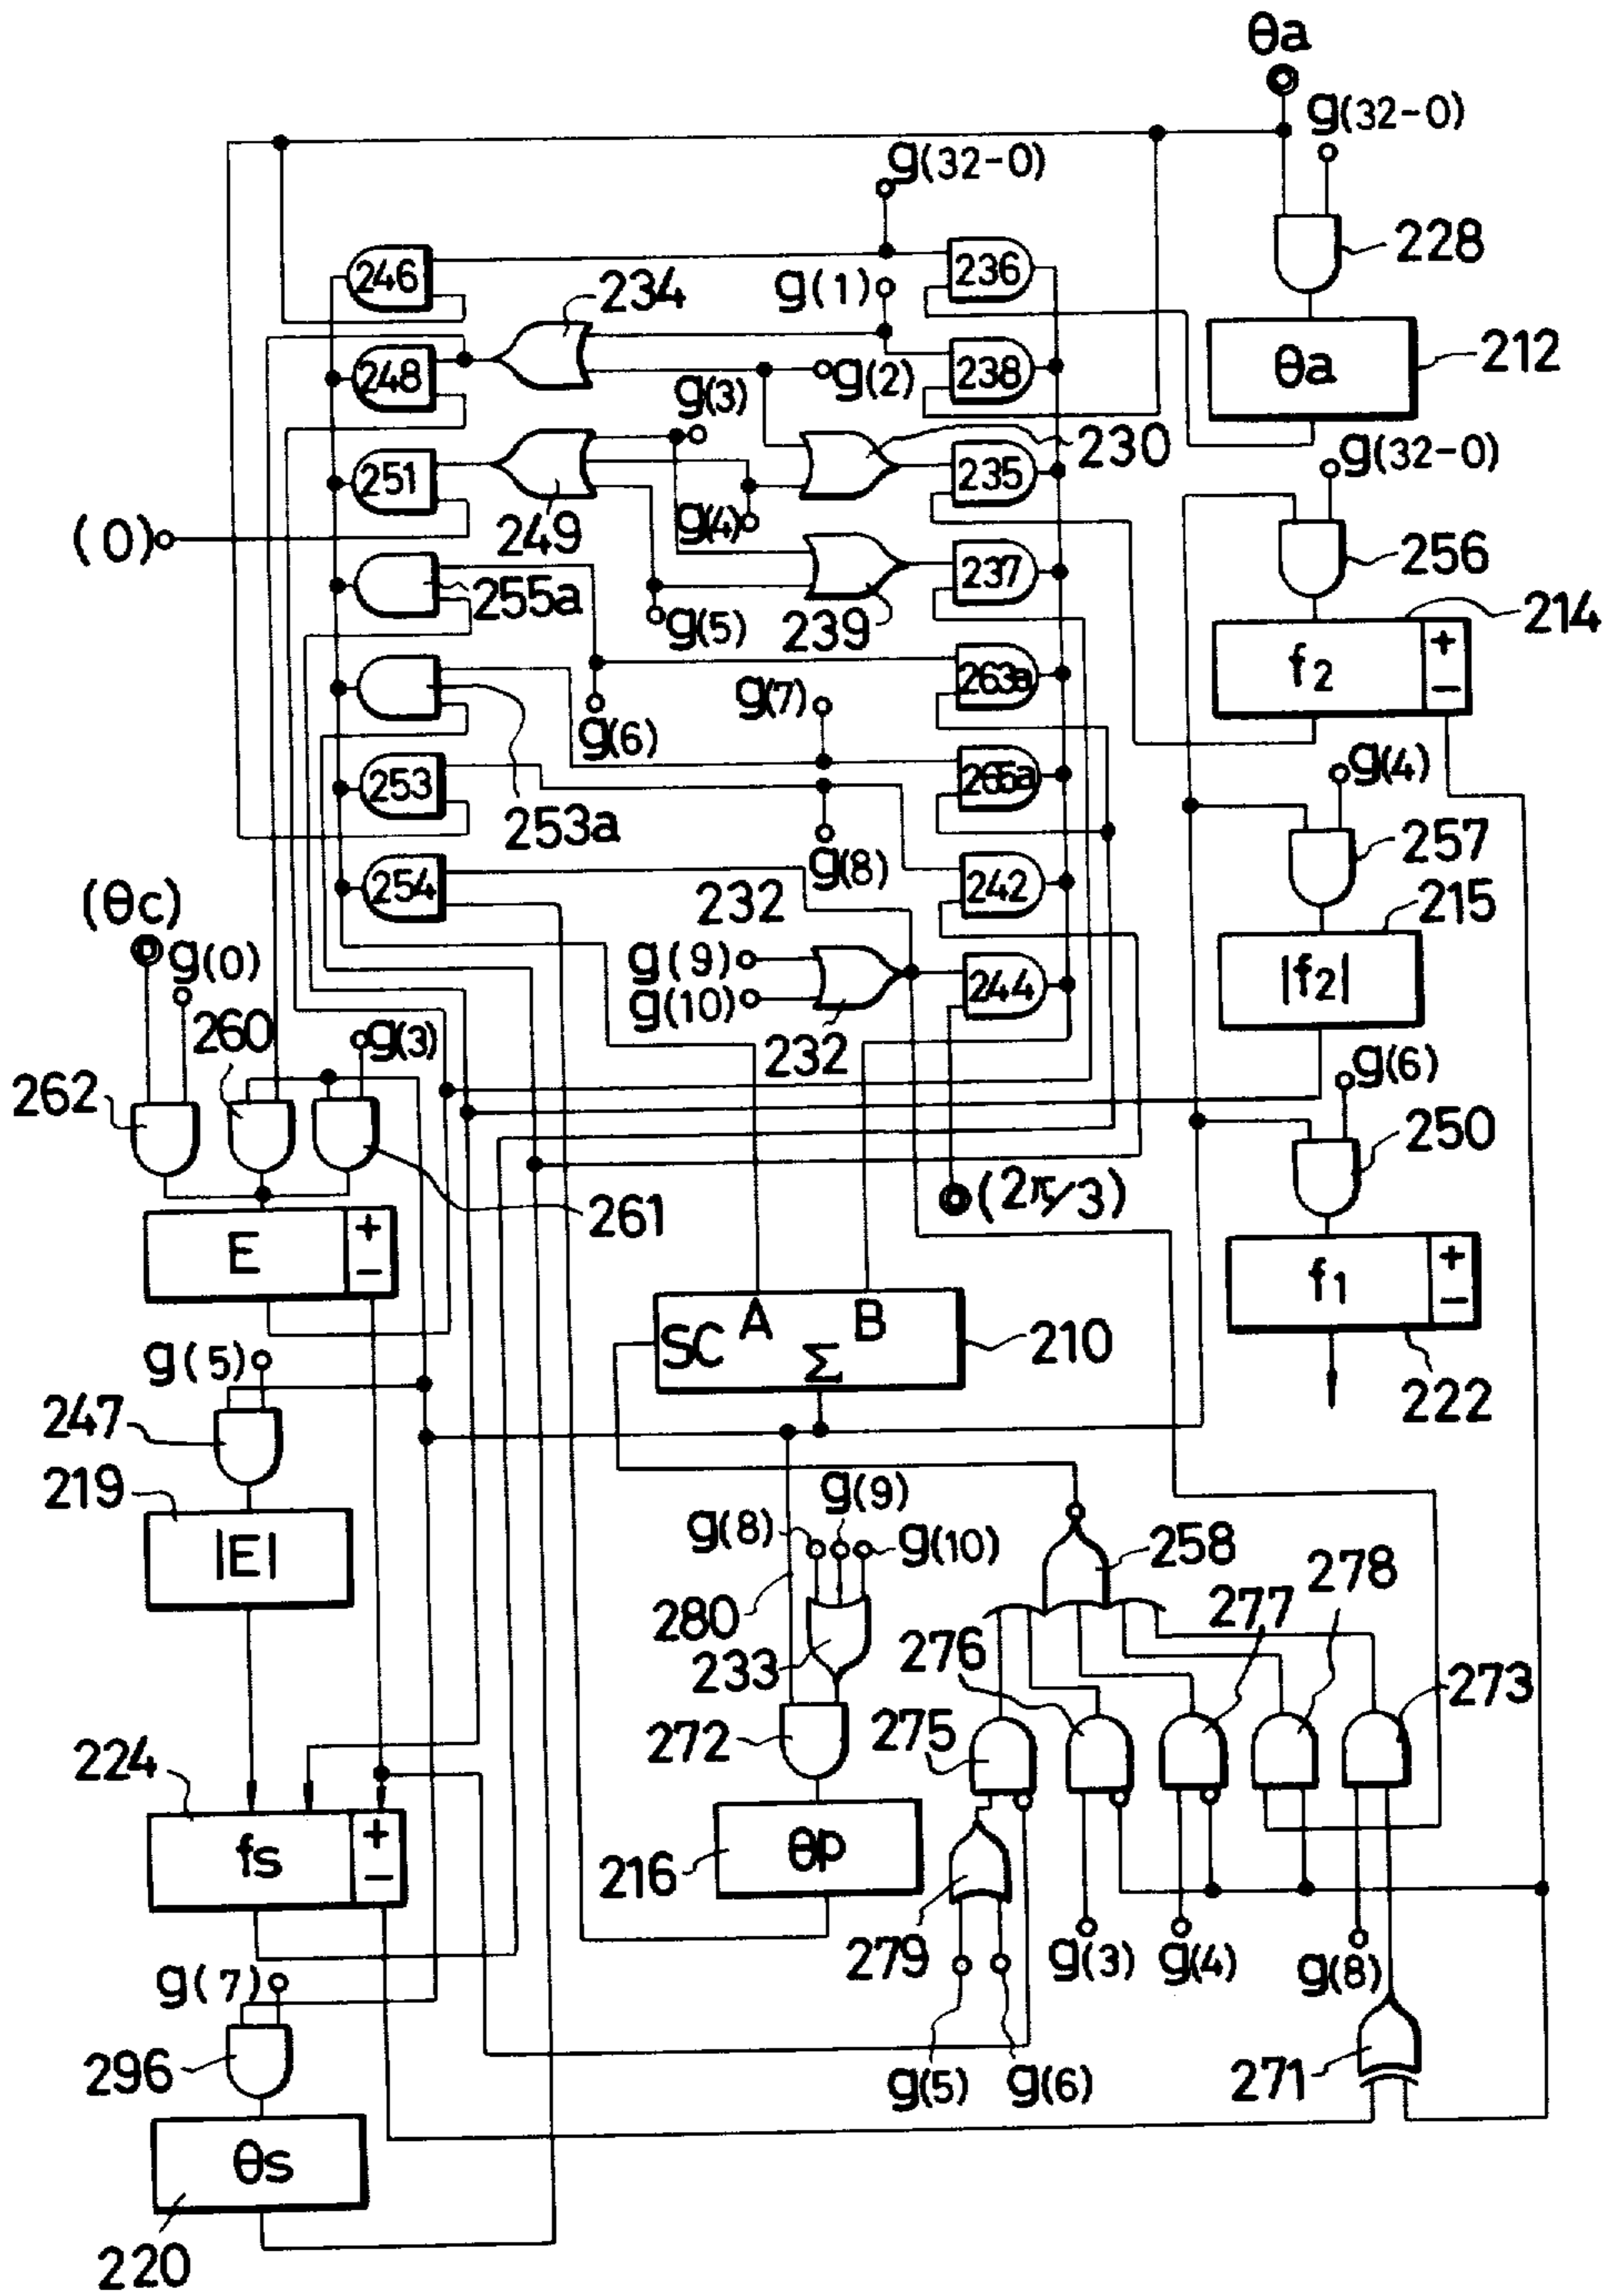 θa
g(32-0)
g(32-0)
228
246
236
234
g(1)
θa
212
248
238
g(2)
g(3)
230
g(32-0)
251
235
249
g(4)
(0)
256
237
255a
239
g(5)
214
f2
+
-
263a
g(7)
g(6)
265a
g(4)
253
253a
257
g(8)
254
242
232
215
(θc)
g(0)
g(9)
244
|f2|
g(10)
232
260
g(3)
g(6)
262
250
(2π/3)
261
E
+
-
f1
+
-
A
B
SC
Σ
210
g(5)
222
247
219
g(9)
g(8)
g(10)
258
|E|
278
277
280
276
233
273
275
272
224
fs
+
-
θp
216
279
g(3)
g(4)
g(8)
g(7)
296
271
g(5)
g(6)
θs
220